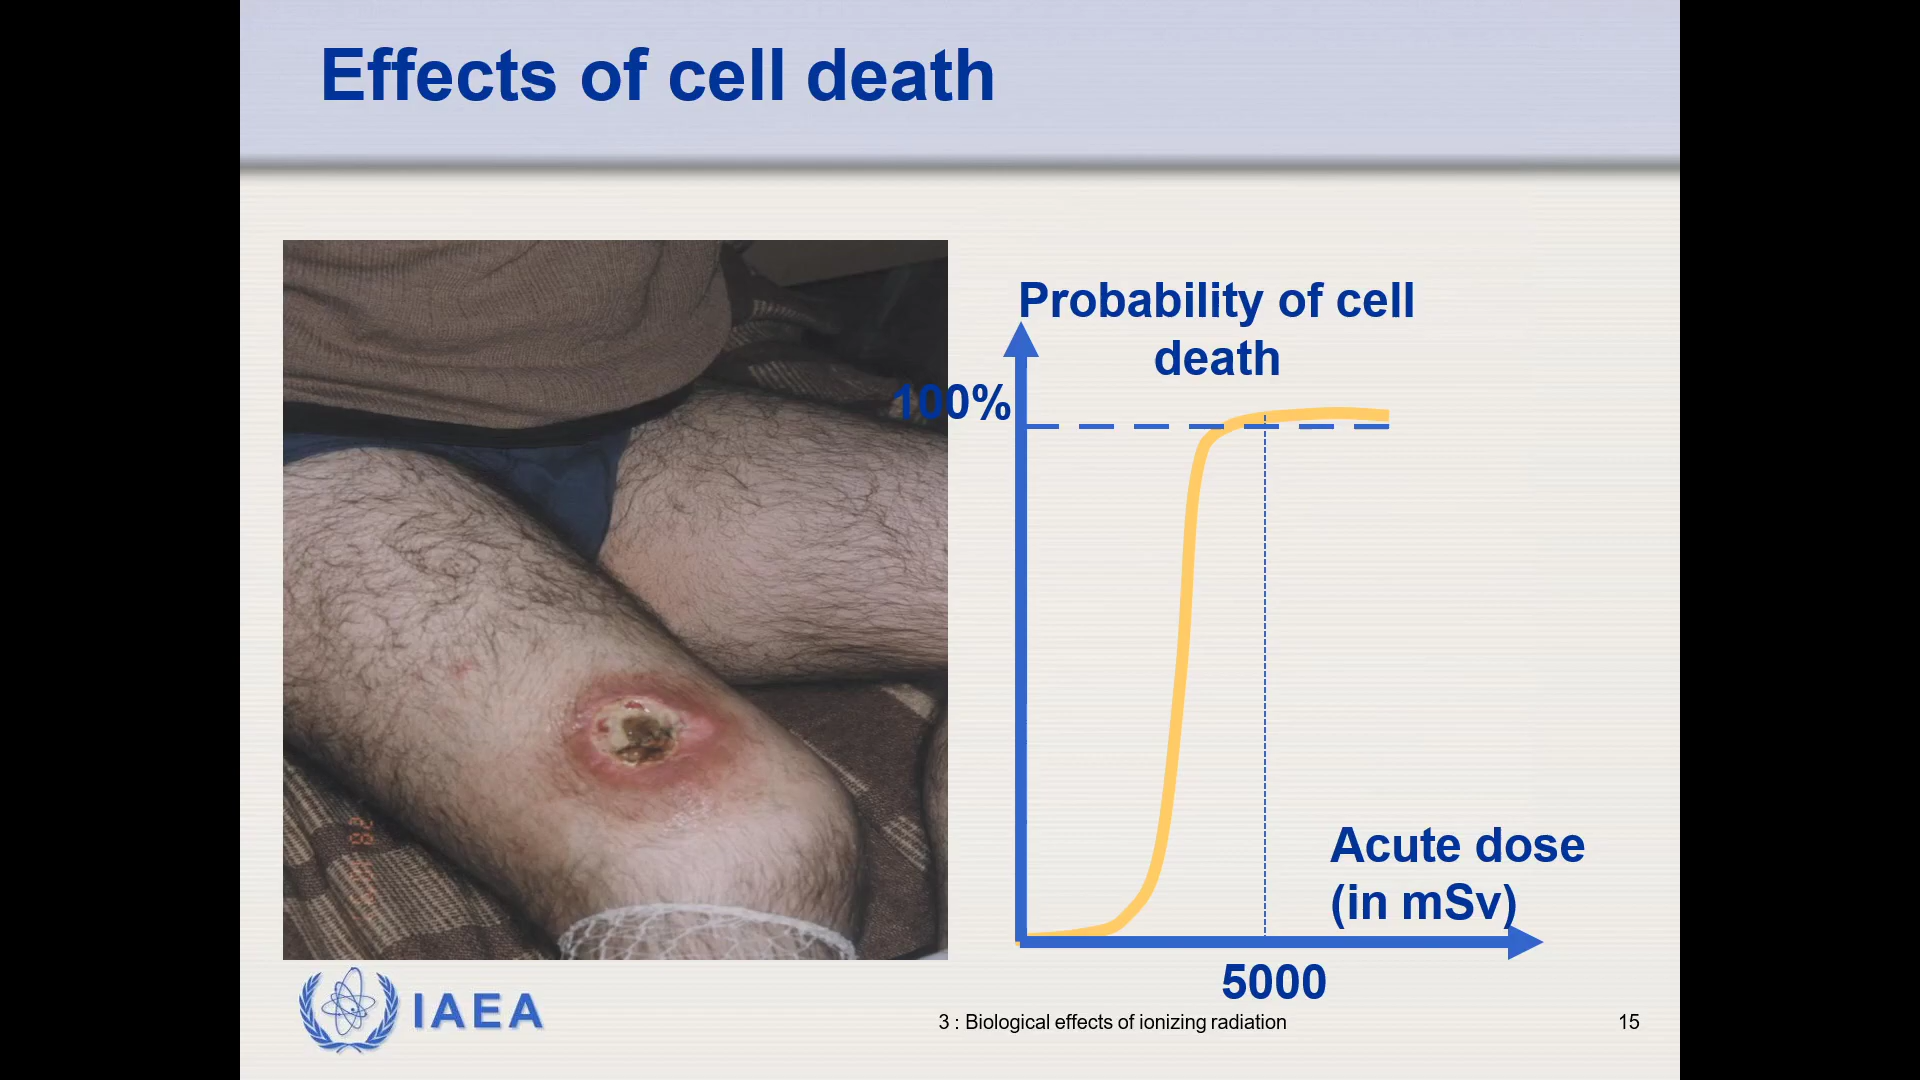 Effects of cell death
Probability of cell
death
100%
Acute dose
(in mSv)
5000
IAEA
3 : Biological effects of ionizing radiation
15